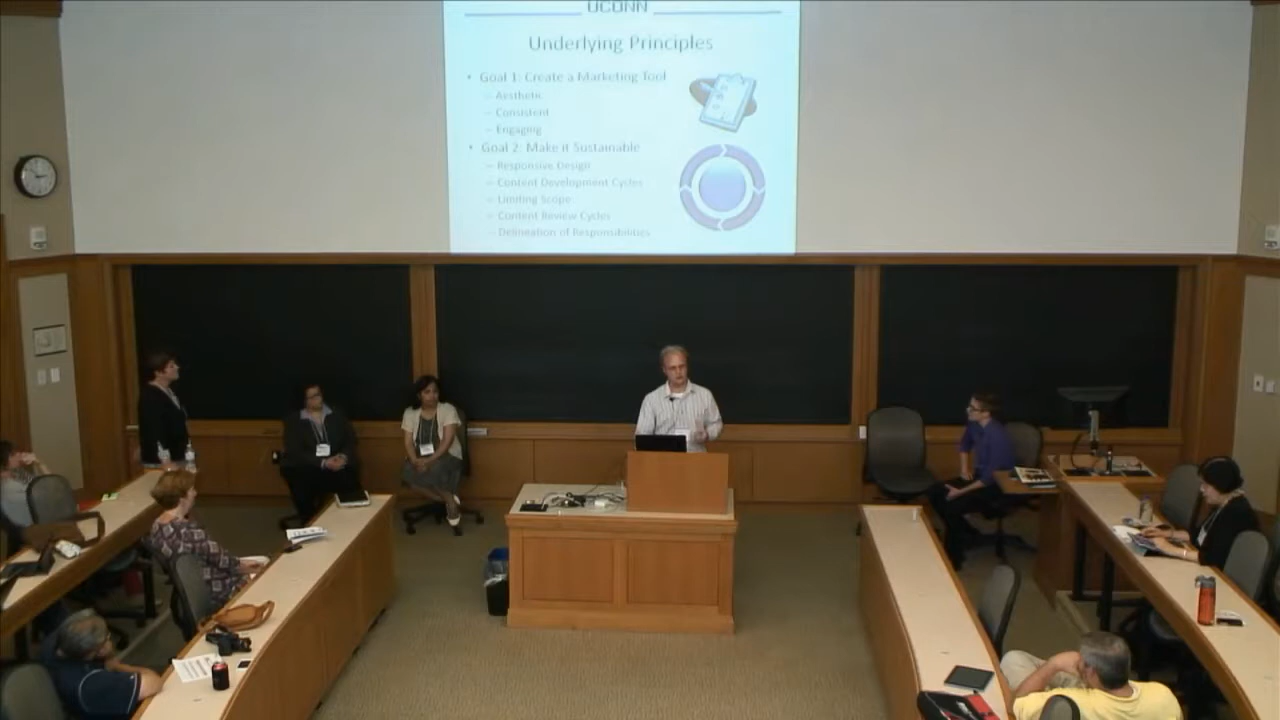 UCONN
Underlying Principles
• Goal 1: Create a Marketing Tool
– Aesthetic
– Consistent
– Engaging
• Goal 2: Make it Sustainable
– Responsive Design
– Content Development Cycles
– Limiting Scope
– Content Review Cycles
– Delineation of Responsibilities